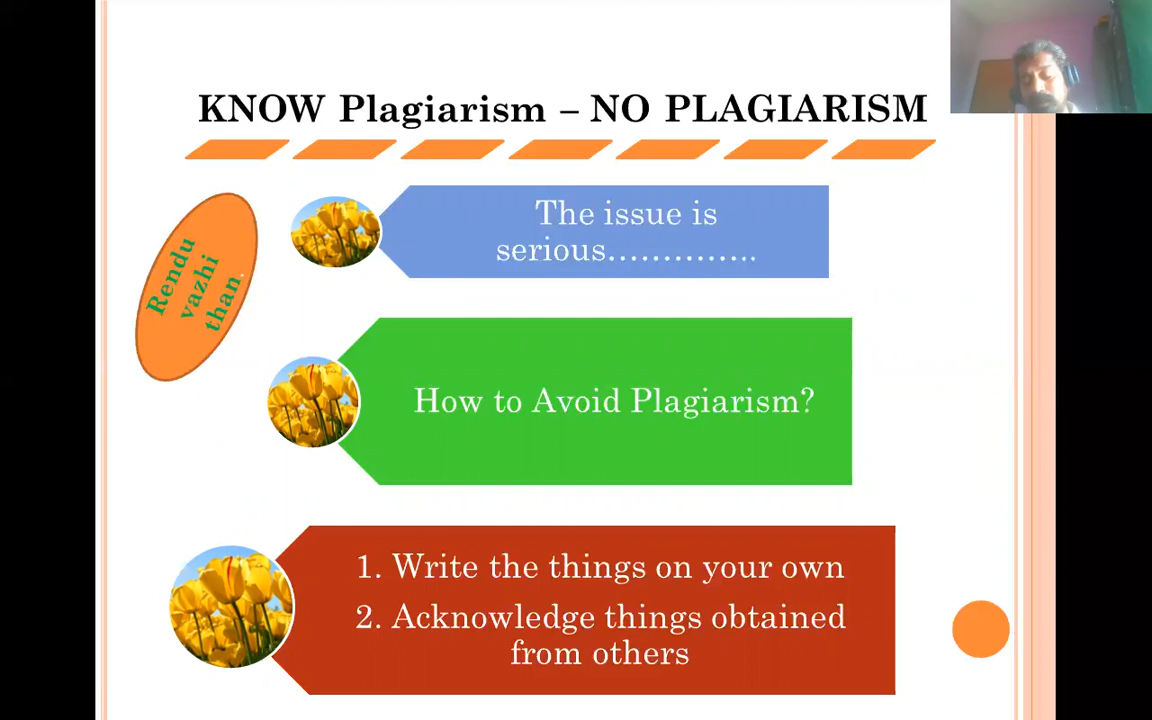 KNOW Plagiarism – NO PLAGIARISM
The issue is
serious…………..
Rendu
vazhi
than.
How to Avoid Plagiarism?
1. Write the things on your own
2. Acknowledge things obtained
from others